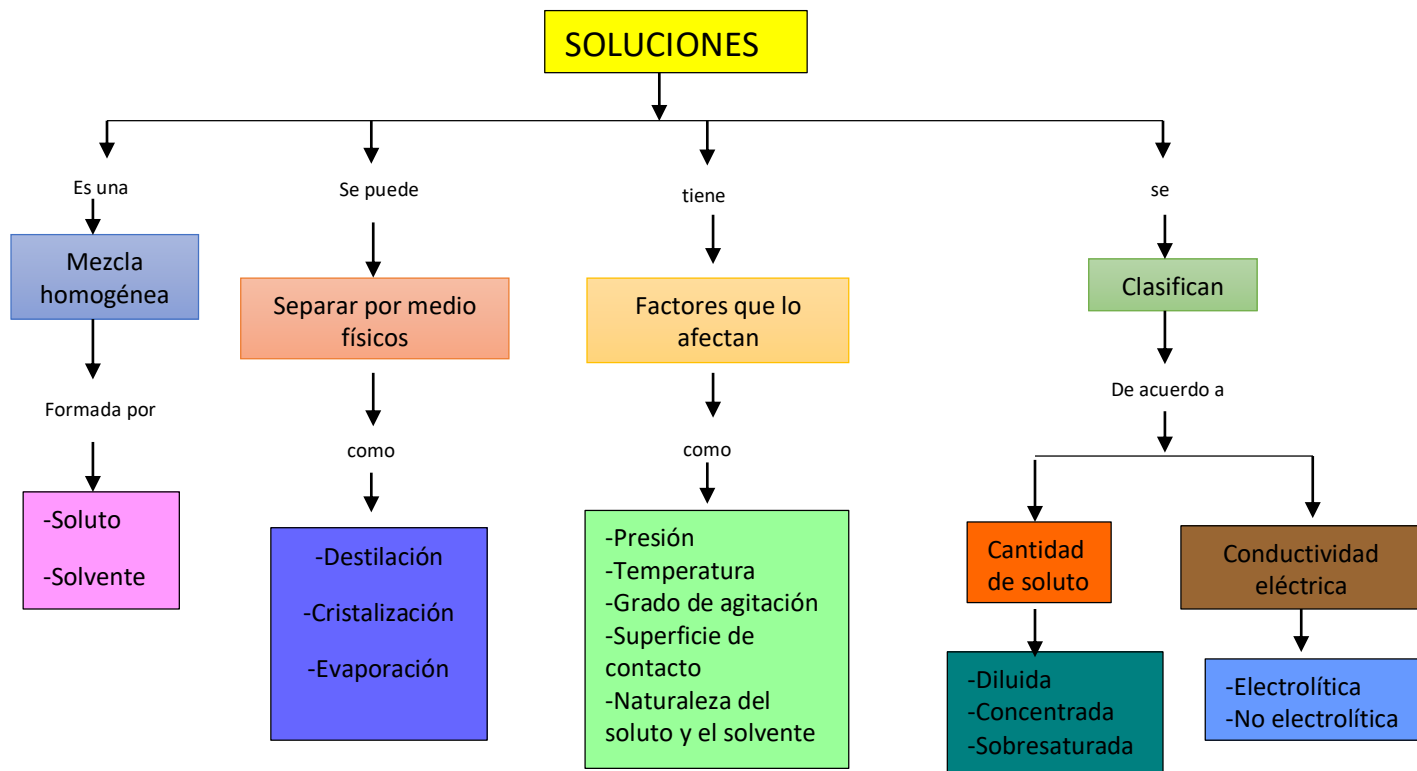 SOLUCIONES
Es una
Mezcla
homogénea
Formada por
-Soluto
-Solvente
Se puede
Separar por medio
físicos
como
-Destilación
-Cristalización
-Evaporación
tiene
Factores que lo
afectan
como
-Presión
-Temperatura
-Grado de agitación
-Superficie de
contacto
-Naturaleza del
soluto y el solvente
se
Clasifican
De acuerdo a
Cantidad
de soluto
-Diluida
-Concentrada
-Sobresaturada
Conductividad
eléctrica
-Electrolítica
-No electrolítica